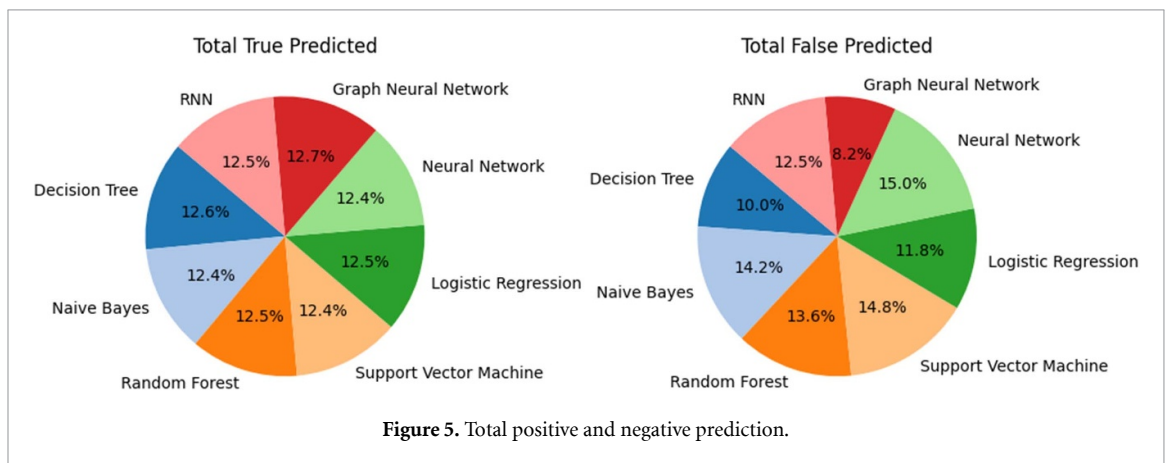 Total True Predicted
Graph Neural Network
RNN
12.5%
12.7%
Neural Network
Decision Tree
12.6%
12.4%
12.5%
Logistic Regression
Naive Bayes
12.4%
12.5%
12.4%
Random Forest
Support Vector Machine
Total False Predicted
Graph Neural Network
RNN
12.5%
8.2%
Neural Network
Decision Tree
10.0%
15.0%
11.8%
Logistic Regression
Naive Bayes
14.2%
13.6%
14.8%
Random Forest
Support Vector Machine
Figure 5. Total positive and negative prediction.